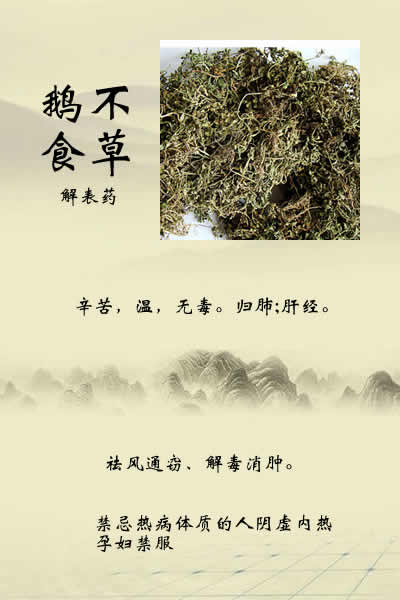 鹅不
食草
解表药
辛苦，温，无毒。归肺;肝经。
祛风通窍、解毒消肿。
禁忌热病体质的人阴虚内热
孕妇禁服